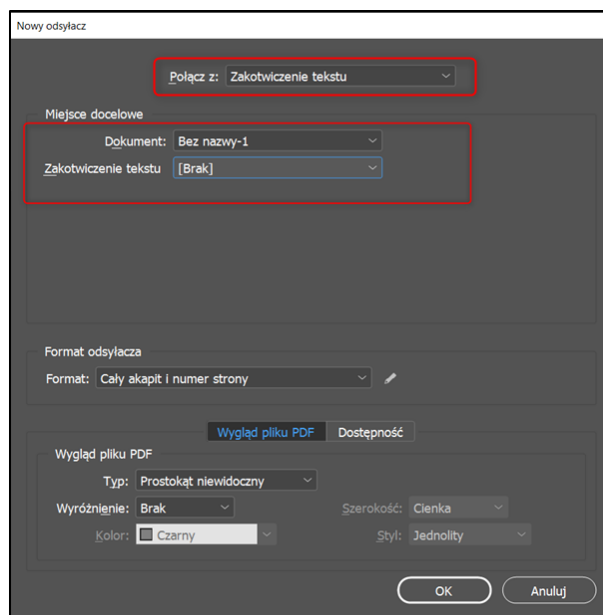 Nowy odsyłacz
Połącz z: Zakotwiczenie tekstu
Miejsce docelowe
Dokument: Bez nazwy-1
Zakotwiczenie tekstu [Brak]
Format odsyłacza
Format: Cały akapit i numer strony
Wygląd pliku PDF Dostępność
Wygląd pliku PDF
Typ: Prostokąt niewidoczny
Wyróżnienie: Brak Szerokość: Cienka
Kolor: Czarny Styl: Jednolity
OK Anuluj